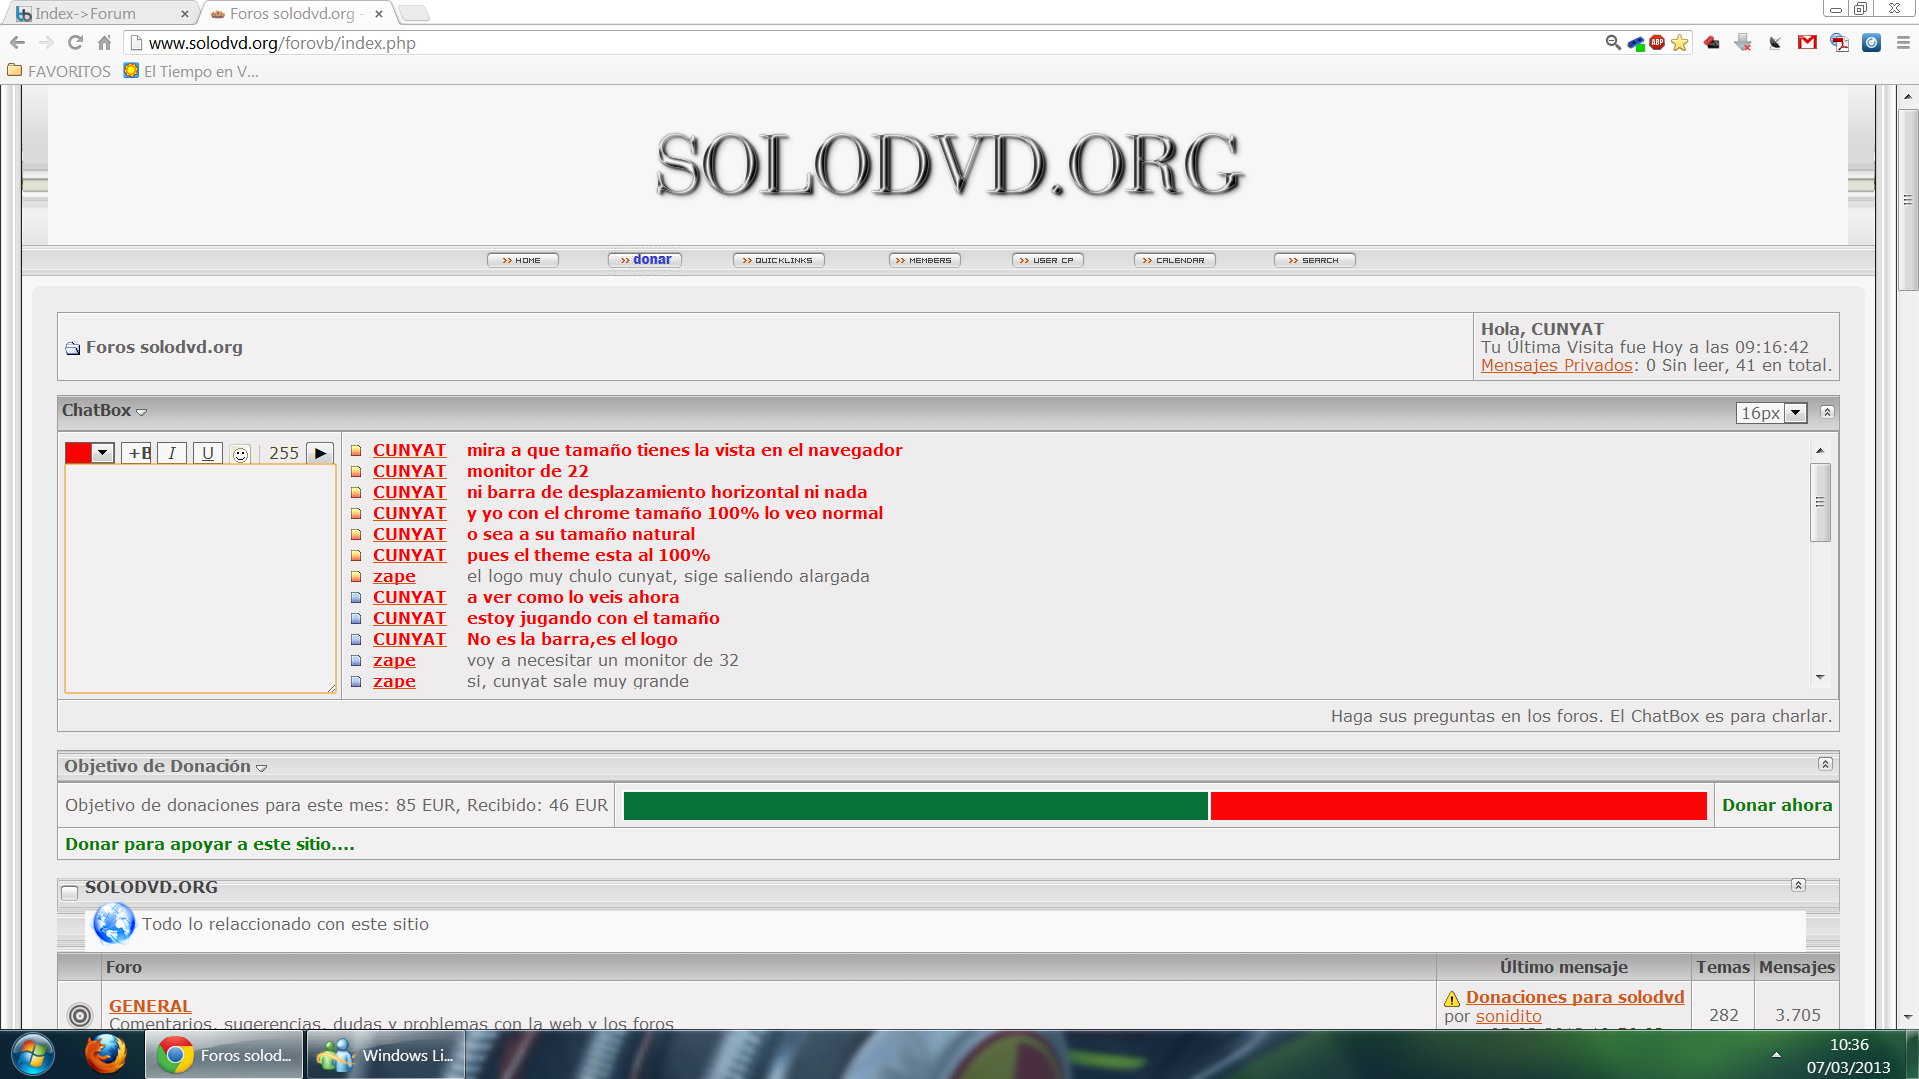 Index->Forum
Foros solodvd.org
www.solodvd.org/forovb/index.php
ABP
FAVORITOS
El Tiempo en V...
SOLODVD.ORG
>> HOME
>> donar
>> QUICKLINKS
>> MEMBERS
>> USER CP
>> CALENDAR
>> SEARCH
Foros solodvd.org
Hola, CUNYAT
Tu Última Visita fue Hoy a las 09:16:42
Mensajes Privados: 0 Sin leer, 41 en total.
ChatBox
16px
+B I U 255
CUNYAT mira a que tamaño tienes la vista en el navegador
CUNYAT monitor de 22
CUNYAT ni barra de desplazamiento horizontal ni nada
CUNYAT y yo con el chrome tamaño 100% lo veo normal
CUNYAT o sea a su tamaño natural
CUNYAT pues el theme esta al 100%
zape el logo muy chulo cunyat, sige saliendo alargada
CUNYAT a ver como lo veis ahora
CUNYAT estoy jugando con el tamaño
CUNYAT No es la barra,es el logo
zape voy a necesitar un monitor de 32
zape si, cunyat sale muy grande
Haga sus preguntas en los foros. El ChatBox es para charlar.
Objetivo de Donación
Objetivo de donaciones para este mes: 85 EUR, Recibido: 46 EUR
Donar ahora
Donar para apoyar a este sitio....
SOLODVD.ORG
Todo lo relaccionado con este sitio
Foro Último mensaje Temas Mensajes
GENERAL
Comentarios, sugerencias, dudas y problemas con la web y los foros
Donaciones para solodvd
por sonidito
282
3.705
Foros solod...
Windows Li...
10:36
07/03/2013